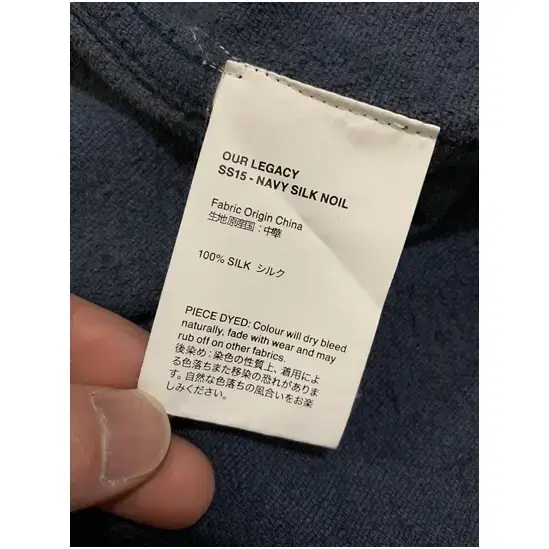 OUR LEGACY
SS15 - NAVY SILK NOIL
Fabric Origin China
生地原産国：中華
100% SILK シルク
PIECE DYED: Colour will dry bleed
naturally, fade with wear and may
rub off on other fabrics.
後染め：染色の性質上、着用によ
る色落ちまた移染の恐れがありま
す。自然な色落ちの風合いをお楽
しみください。